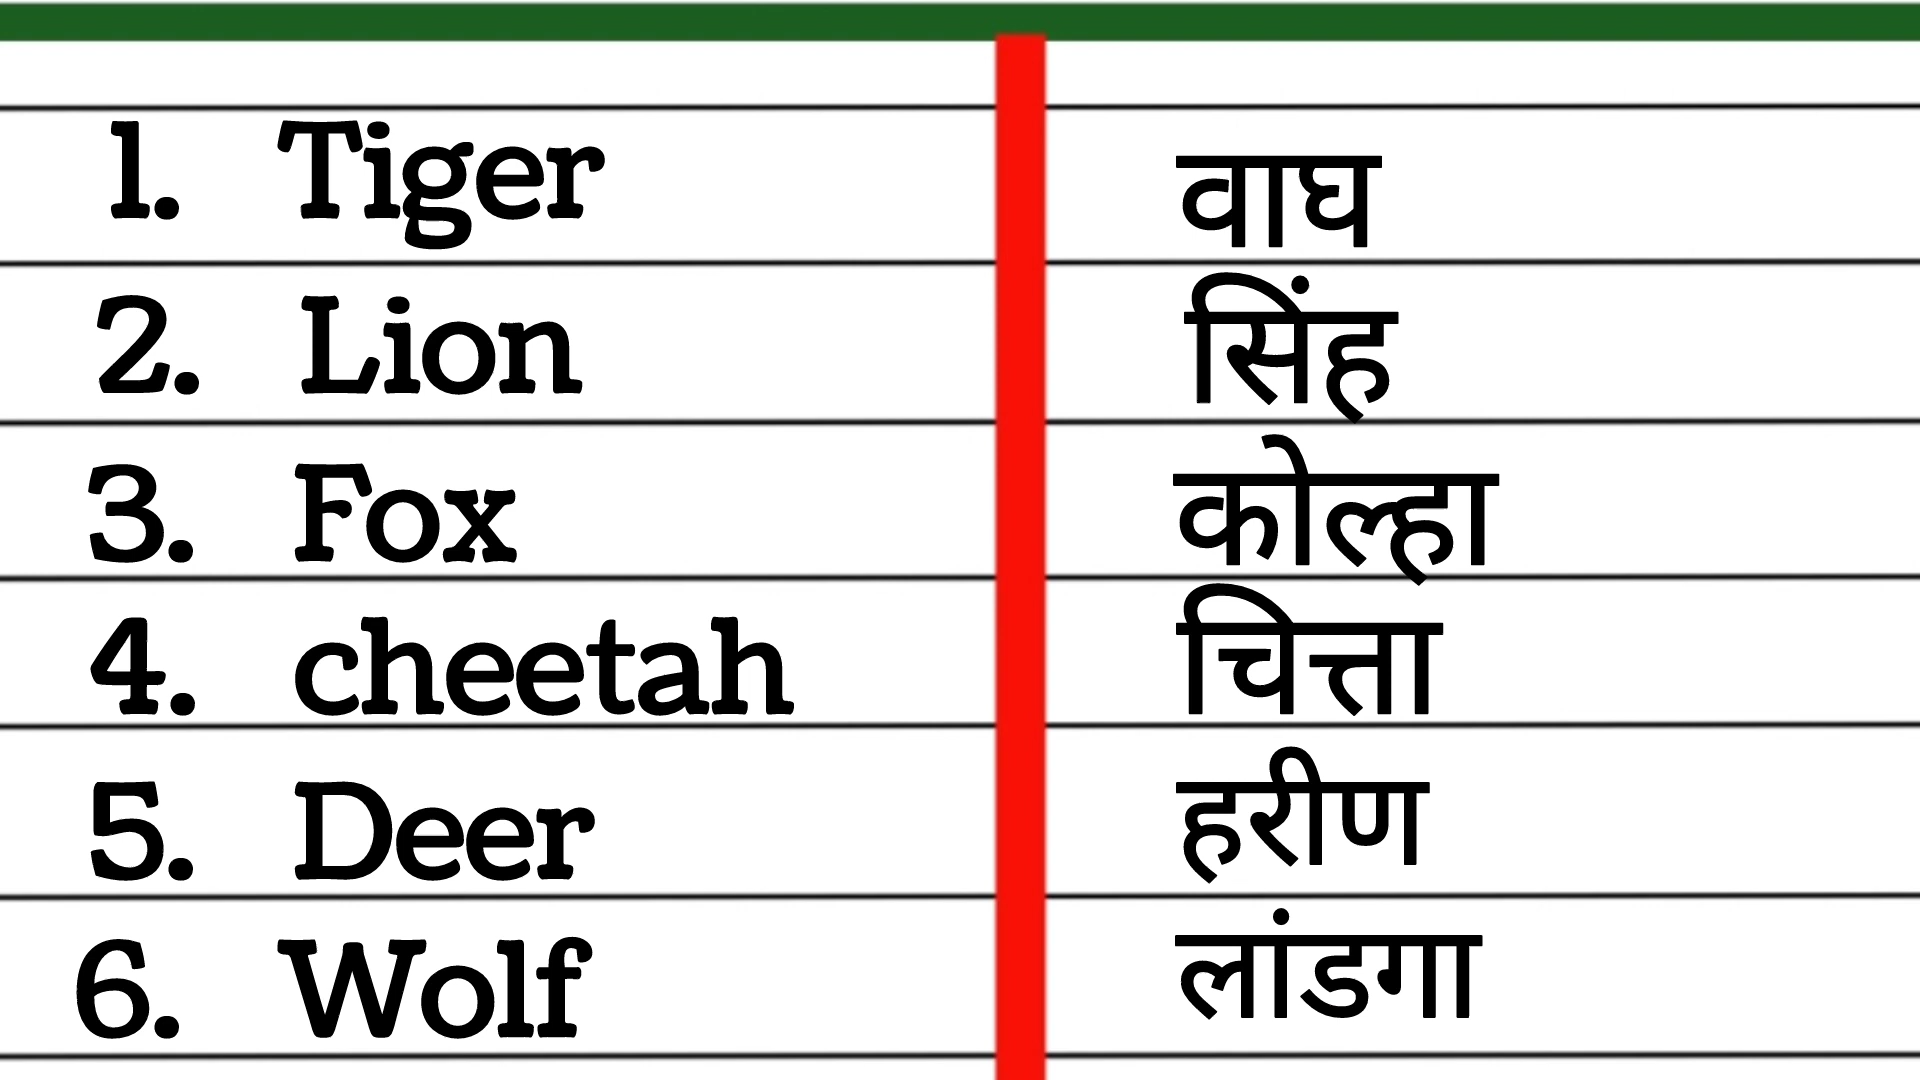 1. Tiger वाघ
2. Lion सिंह
3. Fox कोल्हा
4. cheetah चित्ता
5. Deer हरीण
6. Wolf लांडगा